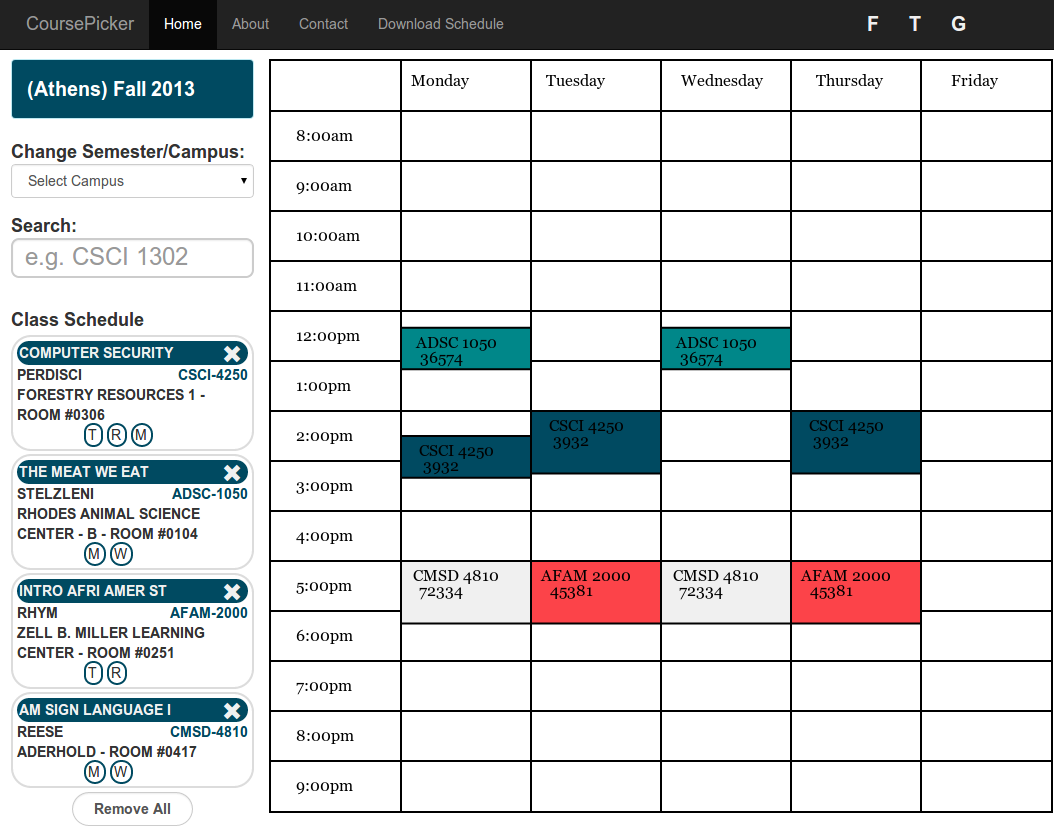 CoursePicker Home About Contact Download Schedule F T G
(Athens) Fall 2013
Change Semester/Campus:
Select Campus
Search:
e.g. CSCI 1302
Class Schedule
COMPUTER SECURITY
PERDISCI CSCI-4250
FORESTRY RESOURCES 1 -
ROOM #0306
T R M
THE MEAT WE EAT
STELZLENI ADSC-1050
RHODES ANIMAL SCIENCE
CENTER - B - ROOM #0104
M W
INTRO AFRI AMER ST
RHYM AFAM-2000
ZELL B. MILLER LEARNING
CENTER - ROOM #0251
T R
AM SIGN LANGUAGE I
REESE CMSD-4810
ADERHOLD - ROOM #0417
M W
Remove All
Monday Tuesday Wednesday Thursday Friday
8:00am
9:00am
10:00am
11:00am
12:00pm
ADSC 1050 ADSC 1050
36574 36574
1:00pm
CSCI 4250 CSCI 4250
2:00pm
3932 3932
CSCI 4250
3932
3:00pm
4:00pm
CMSD 4810 AFAM 2000 CMSD 4810 AFAM 2000
5:00pm
72334 45381 72334 45381
6:00pm
7:00pm
8:00pm
9:00pm